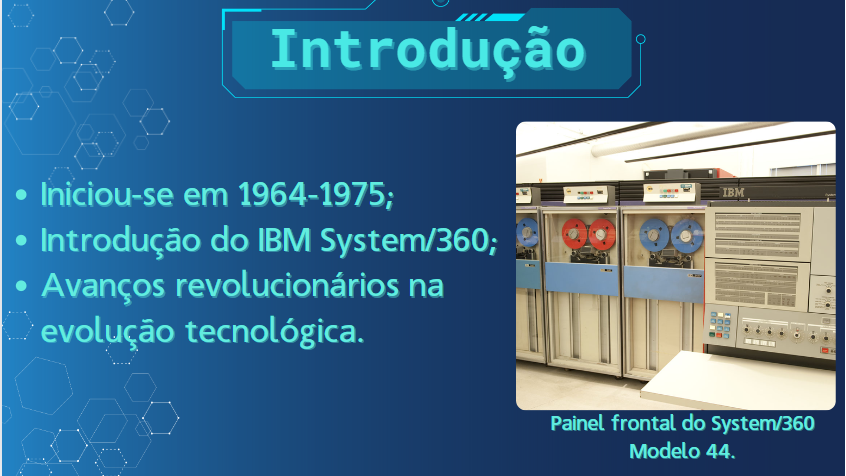 Introdução
• Iniciou-se em 1964-1975;
• Introdução do IBM System/360;
• Avanços revolucionários na
evolução tecnológica.
IBM
Painel frontal do System/360
Modelo 44.